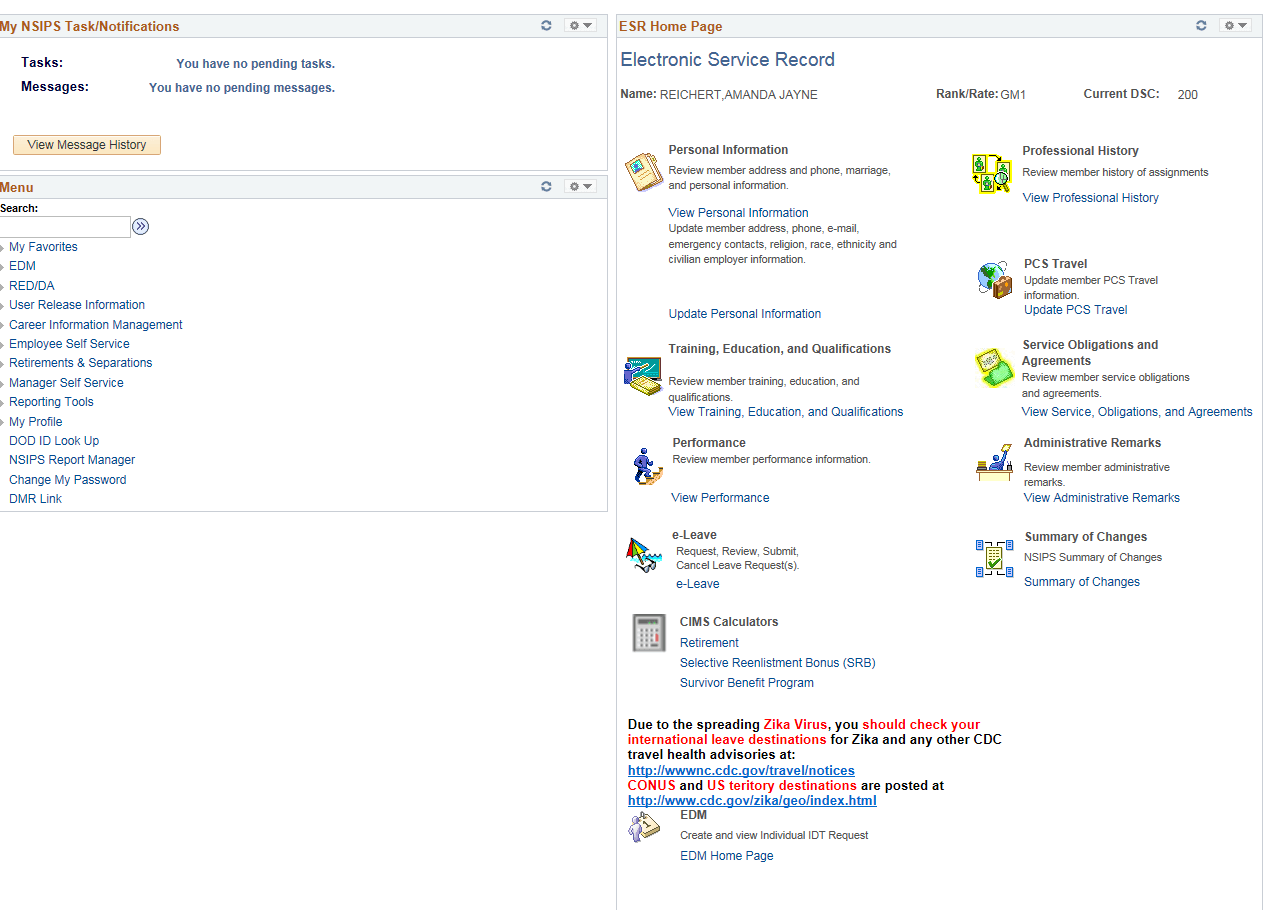 My NSIPS Task/Notifications
Tasks: You have no pending tasks.
Messages: You have no pending messages.
View Message History
Menu
Search:
My Favorites
EDM
RED/DA
User Release Information
Career Information Management
Employee Self Service
Retirements & Separations
Manager Self Service
Reporting Tools
My Profile
DOD ID Look Up
NSIPS Report Manager
Change My Password
DMR Link
ESR Home Page
Electronic Service Record
Name: REICHERT,AMANDA JAYNE Rank/Rate: GM1 Current DSC: 200
Personal Information
Review member address and phone, marriage,
and personal information.
View Personal Information
Update member address, phone, e-mail,
emergency contacts, religion, race, ethnicity and
civilian employer information.
Update Personal Information
Training, Education, and Qualifications
Review member training, education, and
qualifications.
View Training, Education, and Qualifications
Performance
Review member performance information.
View Performance
e-Leave
Request, Review, Submit,
Cancel Leave Request(s).
e-Leave
CIMS Calculators
Retirement
Selective Reenlistment Bonus (SRB)
Survivor Benefit Program
Professional History
Review member history of assignments
View Professional History
PCS Travel
Update member PCS Travel
information.
Update PCS Travel
Service Obligations and
Agreements
Review member service obligations
and agreements.
View Service, Obligations, and Agreements
Administrative Remarks
Review member administrative
remarks.
View Administrative Remarks
Summary of Changes
NSIPS Summary of Changes
Summary of Changes
Due to the spreading Zika Virus, you should check your
international leave destinations for Zika and any other CDC
travel health advisories at:
http://wwwnc.cdc.gov/travel/notices
CONUS and US teritory destinations are posted at
http://www.cdc.gov/zika/geo/index.html
EDM
Create and view Individual IDT Request
EDM Home Page